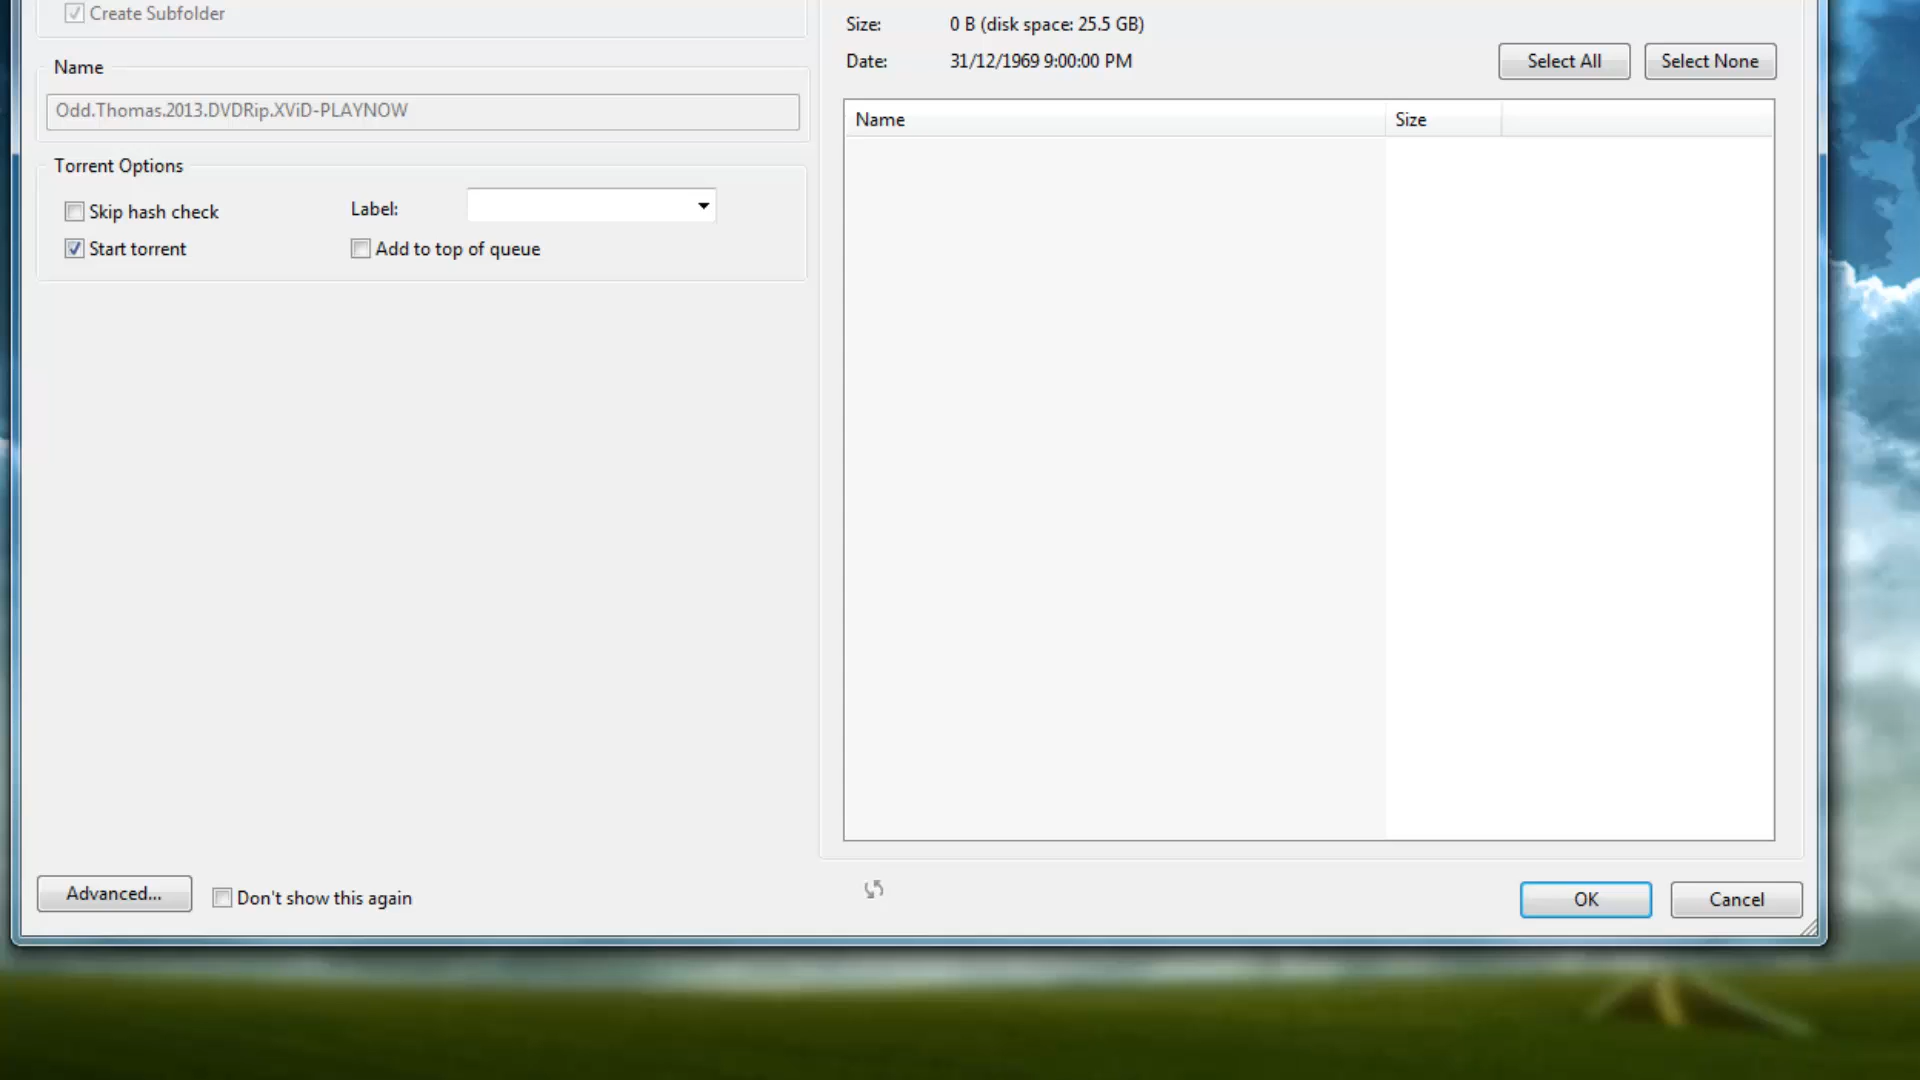 Create Subfolder
Name
Odd.Thomas.2013.DVDRip.XViD-PLAYNOW
Torrent Options
Skip hash check
Label:
Start torrent
Add to top of queue
Size: 0 B (disk space: 25.5 GB)
Date: 31/12/1969 9:00:00 PM
Select All
Select None
Name
Size
Advanced...
Don't show this again
OK
Cancel